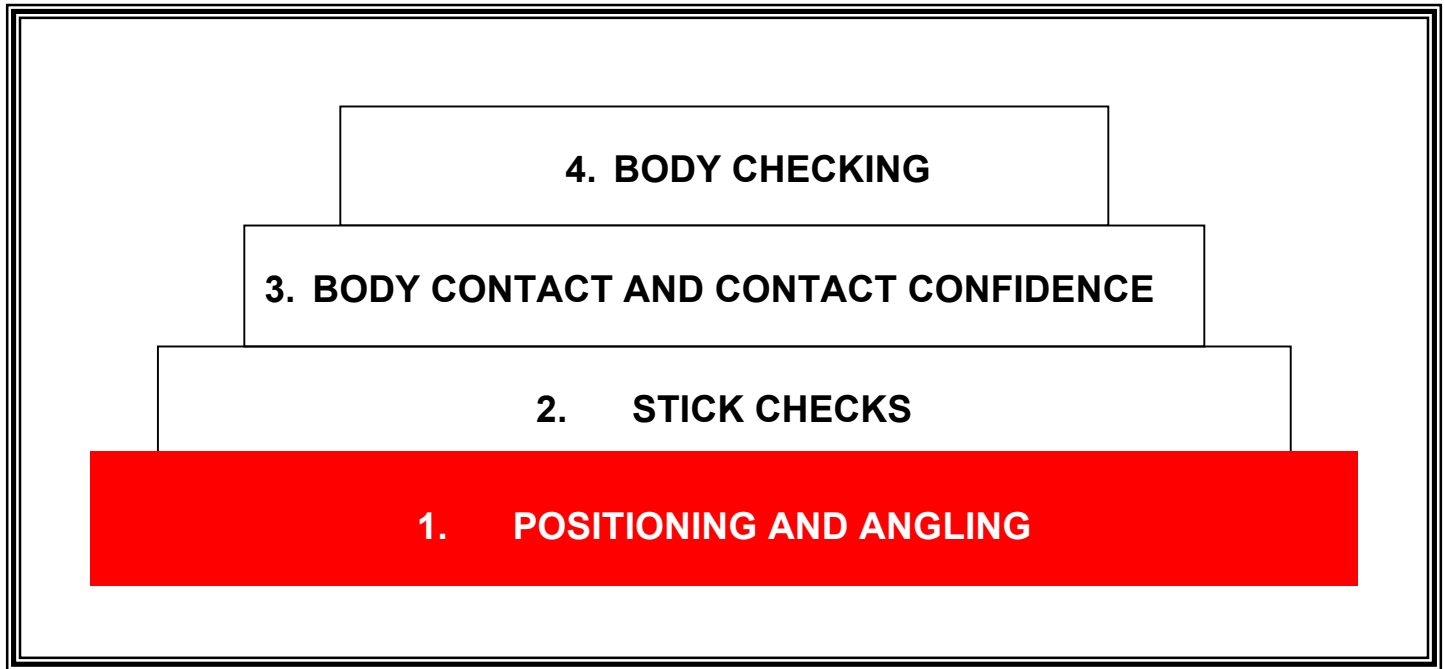 4. BODY CHECKING
3. BODY CONTACT AND CONTACT CONFIDENCE
2. STICK CHECKS
1. POSITIONING AND ANGLING